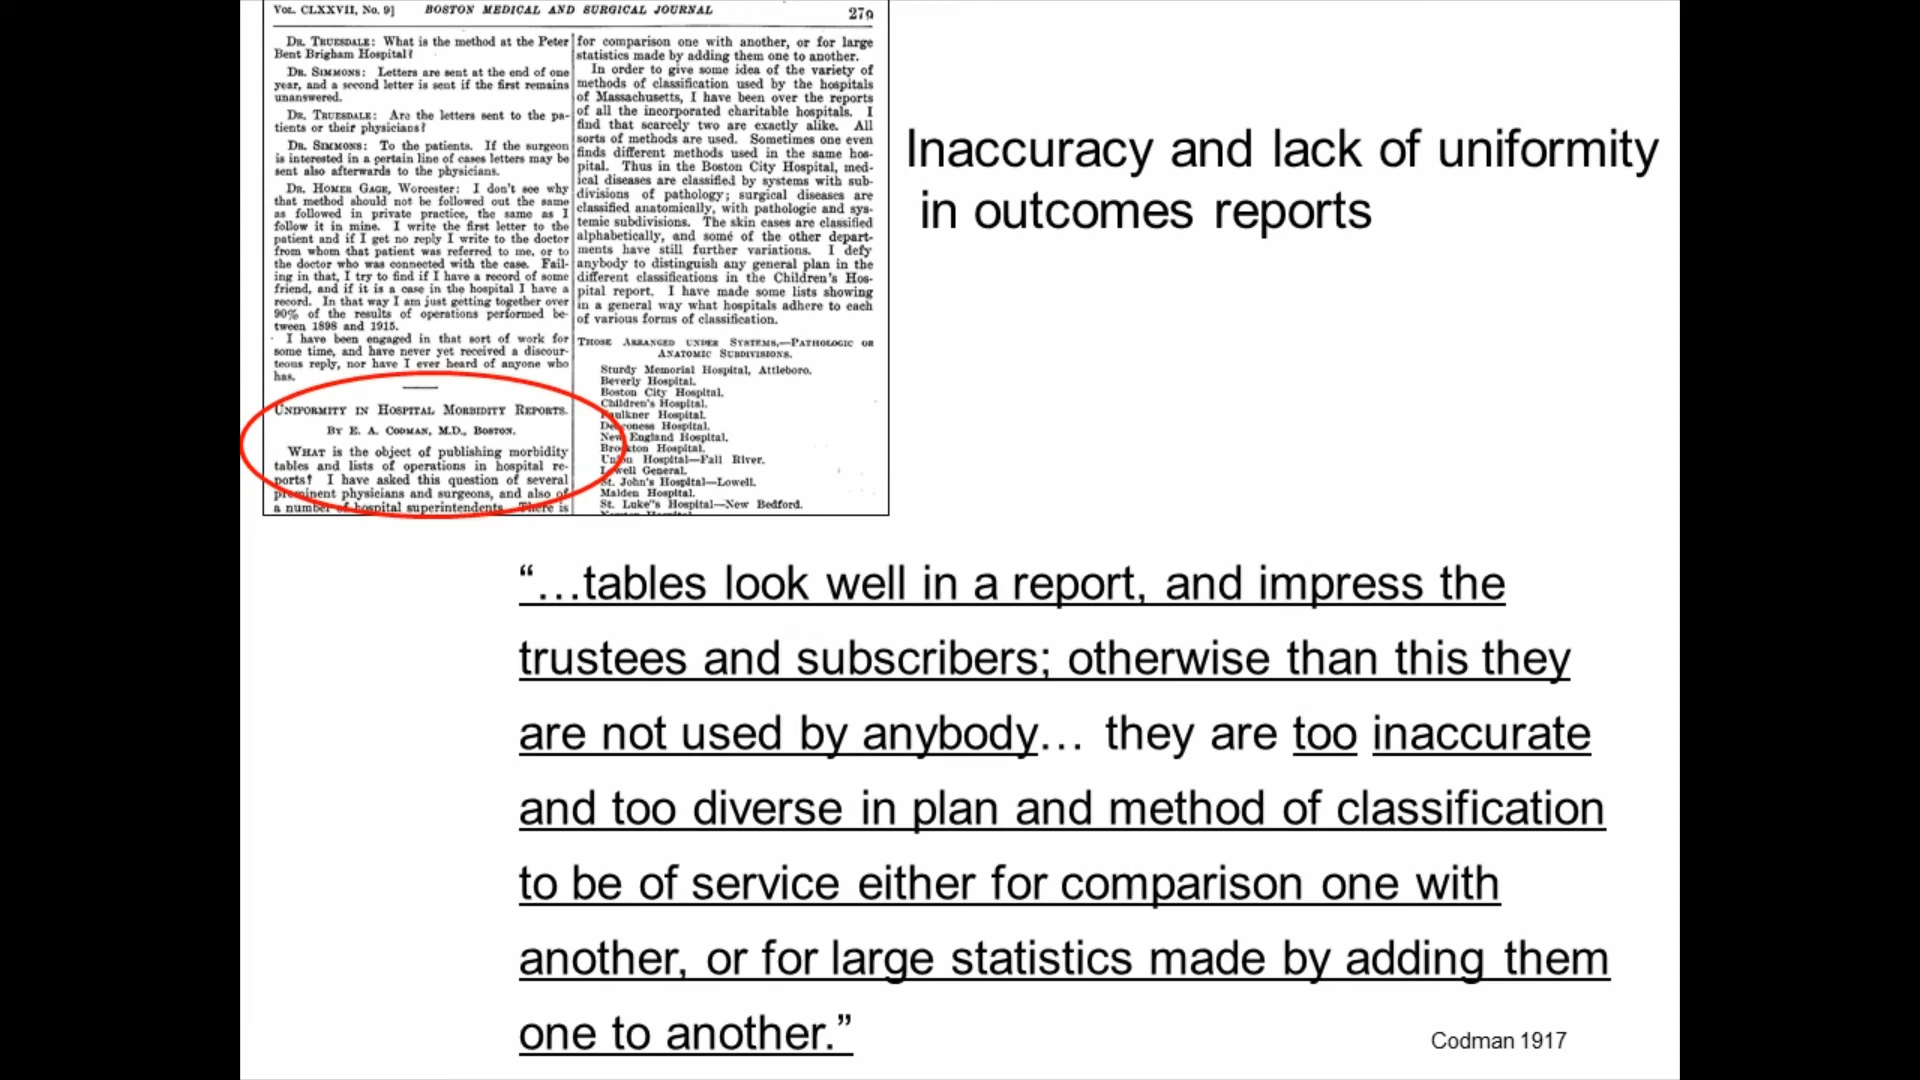 Vol. CLXXVII, No. 9] BOSTON MEDICAL AND SURGICAL JOURNAL 279
Dr. Truesdale: What is the method at the Peter
Bent Brigham Hospital?
Dr. Simmons: Letters are sent at the end of one
year, and a second letter is sent if the first remains
unanswered.
Dr. Truesdale: Are the letters sent to the pa-
tients or their physicians?
Dr. Simmons: To the patients. If the surgeon
is interested in a pertain line of cases letters may be
sent also afterwards to the physicians.
Dr. Homer Gage, Worcester: I don't see why
that method should not be followed out the same
as followed in private practice, the same as I
follow it in mine. I write the first letter to the
patient and if I get no reply I write to the doctor
from whom that patient was referred to me, or to
the doctor who was connected with the case. Fail-
ing in that, I try to find if I have a record of some
friend, and if it is a case in the hospital I have a
record. In that way I am just getting together over
90% of the results of operations performed be-
tween 1898 and 1915.
I have been engaged in that sort of work for
some time, and have never yet received a discour-
teous reply, nor have I ever heard of anyone who
has.
Uniformity in Hospital Morbidity Reports.
By E. A. Codman, M.D., Boston.
What is the object of publishing morbidity
tables and lists of operations in hospital re-
ports? I have asked this question of several
prominent physicians and surgeons, and also of
a number of hospital superintendents. There is
for comparison one with another, or for large
statistics made by adding them one to another.
In order to give some idea of the variety of
methods of classification used by the hospitals
of Massachusetts, I have been over the reports
of all the incorporated charitable hospitals. I
find that scarcely two are exactly alike. All
sorts of methods are used. Sometimes one even
finds different methods used in the same hos-
pital. Thus in the Boston City Hospital, med-
ical diseases are classified by systems with sub-
divisions of pathology; surgical diseases are
classified anatomically, with pathologic and sys-
temic subdivisions. The skin cases are classified
alphabetically, and some of the other depart-
ments have still further variations. I defy
anybody to distinguish any general plan in the
different classifications in the Children's Hos-
pital report. I have made some lists showing
in a general way what hospitals adhere to each
of various forms of classification.
Those Arranged under Systems,—Pathologic or
Anatomic Subdivisions.
Sturdy Memorial Hospital, Attleboro.
Beverly Hospital.
Boston City Hospital.
Children's Hospital.
Faulkner Hospital.
Deaconess Hospital.
New England Hospital.
Brockton Hospital.
Union Hospital—Fall River.
Lowell General.
St. John's Hospital—Lowell.
Malden Hospital.
St. Luke"s Hospital—New Bedford.
Inaccuracy and lack of uniformity
in outcomes reports
“…tables look well in a report, and impress the
trustees and subscribers; otherwise than this they
are not used by anybody… they are too inaccurate
and too diverse in plan and method of classification
to be of service either for comparison one with
another, or for large statistics made by adding them
one to another.”
Codman 1917